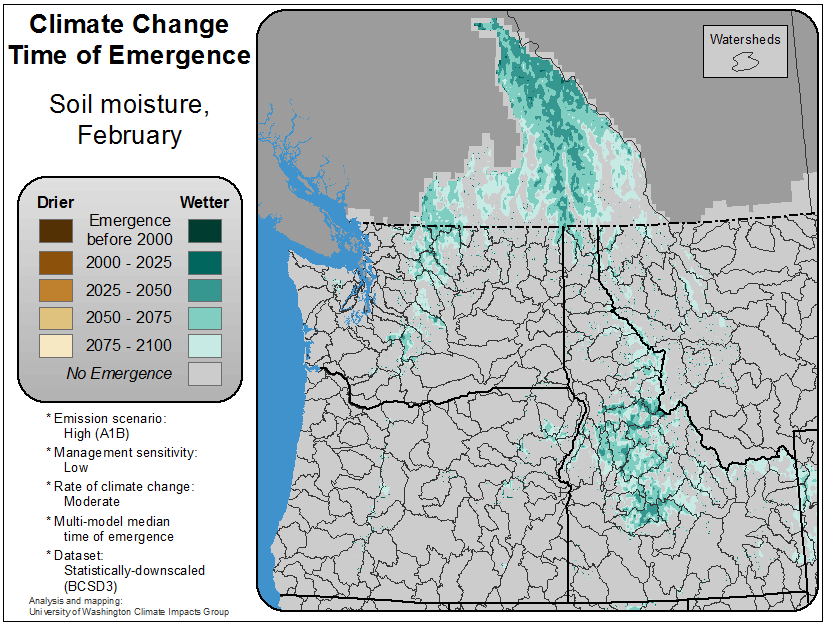 Climate Change
Time of Emergence
Soil moisture,
February
Drier
Wetter
Emergence
before 2000
2000 - 2025
2025 - 2050
2050 - 2075
2075 - 2100
No Emergence
* Emission scenario:
High (A1B)
* Management sensitivity:
Low
* Rate of climate change:
Moderate
* Multi-model median
time of emergence
* Dataset:
Statistically-downscaled
(BCSD3)
Analysis and mapping:
University of Washington Climate Impacts Group
Watersheds